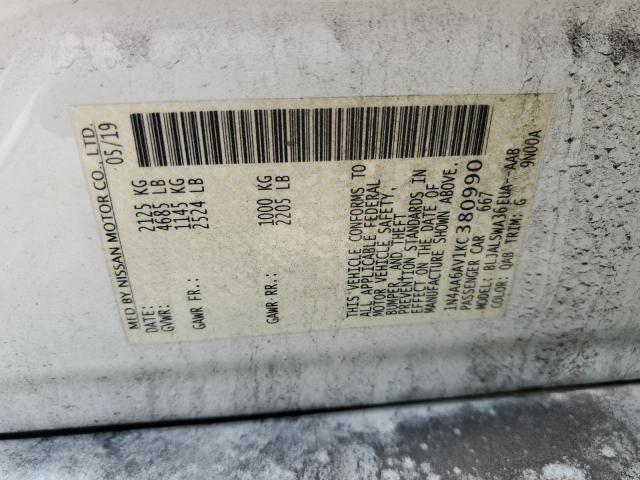 MFD BY NISSAN MOTOR CO., LTD.
DATE: 05/19
GVWR: 2125 KG
4685 LB
GAWR FR.: 1145 KG
2524 LB
GAWR RR.: 1000 KG
2205 LB
THIS VEHICLE CONFORMS TO
ALL APPLICABLE FEDERAL
MOTOR VEHICLE SAFETY,
BUMPER, AND THEFT
PREVENTION STANDARDS IN
EFFECT ON THE DATE OF
MANUFACTURE SHOWN ABOVE.
1N4AA6AV1KC380990
PASSENGER CAR 667
MODEL: BLJALSWA36EUA--AAB
COLOR: QAB TRIM: G 9N00A